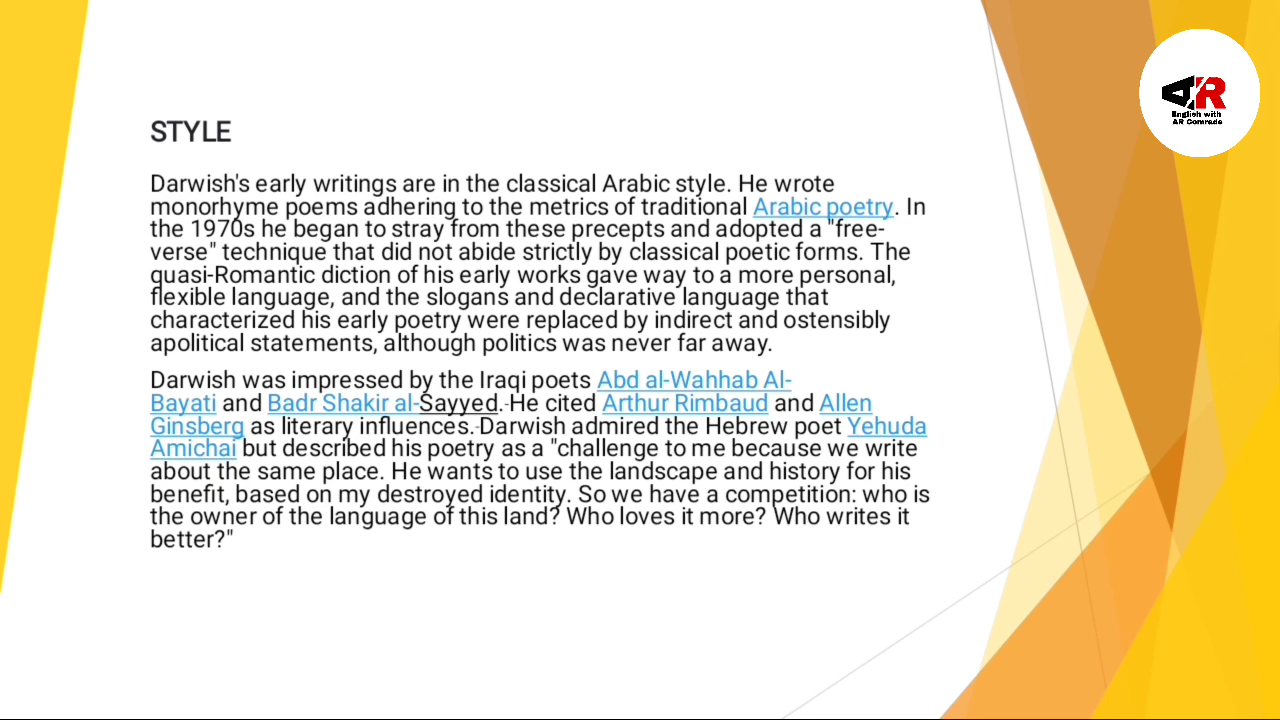 English with
AR Comrade
STYLE
Darwish's early writings are in the classical Arabic style. He wrote
monorhyme poems adhering to the metrics of traditional Arabic poetry. In
the 1970s he began to stray from these precepts and adopted a "free-
verse" technique that did not abide strictly by classical poetic forms. The
quasi-Romantic diction of his early works gave way to a more personal,
flexible language, and the slogans and declarative language that
characterized his early poetry were replaced by indirect and ostensibly
apolitical statements, although politics was never far away.
Darwish was impressed by the Iraqi poets Abd al-Wahhab Al-
Bayati and Badr Shakir al-Sayyed. He cited Arthur Rimbaud and Allen
Ginsberg as literary influences. Darwish admired the Hebrew poet Yehuda
Amichai but described his poetry as a "challenge to me because we write
about the same place. He wants to use the landscape and history for his
benefit, based on my destroyed identity. So we have a competition: who is
the owner of the language of this land? Who loves it more? Who writes it
better?"